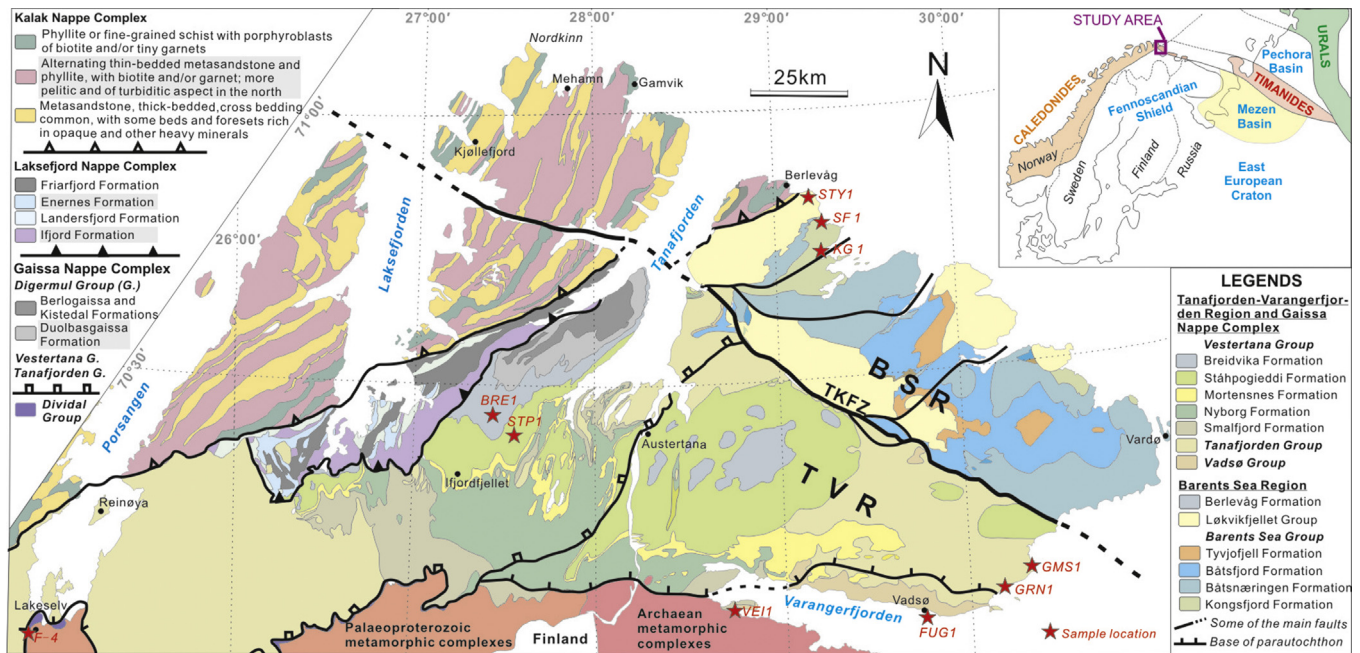 Kalak Nappe Complex
Phyllite or fine-grained schist with porphyroblasts
of biotite and/or tiny garnets
Alternating thin-bedded metasandstone and
phyllite, with biotite and/or garnet; more
pelitic and of turbiditic aspect in the north
Metasandstone, thick-bedded,cross bedding
common, with some beds and foresets rich
in opaque and other heavy minerals
Laksefjord Nappe Complex
Friarfjord Formation
Enernes Formation
Landersfjord Formation
Ifjord Formation
Gaissa Nappe Complex
Digermul Group (G.)
Berlogaissa and
Kistedal Formations
Duolbasgaissa
Formation
Vestertana G.
Tanafjorden G.
Dividal
Group
27°00'
28°00'
29°00'
30°00'
71°00'
26°00'
70°30'
Nordkinn
Mehamn
Gamvik
Kjøllefjord
25km
N
Berlevåg
STY1
SF 1
KG 1
Laksefjorden
Tanafjorden
Porsangen
BRE1
STP1
Ifjordfjellet
Austertana
Reinøya
Lakeselv
F-4
TKFZ
B S R
T V R
Vardø
Vadsø
Varangerfjorden
VEI1
FUG1
GRN1
GMS1
Palaeoproterozoic
metamorphic complexes
Finland
Archaean
metamorphic
complexes
STUDY AREA
URALS
Pechora
Basin
TIMANIDES
CALEDONIDES
Fennoscandian
Shield
Mezen
Basin
Norway
Sweden
Finland
Russia
East
European
Craton
LEGENDS
Tanafjorden-Varangerfjor-
den Region and Gaissa
Nappe Complex
Vestertana Group
Breidvika Formation
Ståhpogieddi Formation
Mortensnes Formation
Nyborg Formation
Smalfjord Formation
Tanafjorden Group
Vadsø Group
Barents Sea Region
Berlevåg Formation
Løkvikfjellet Group
Barents Sea Group
Tyvjofjell Formation
Båtsfjord Formation
Båtsnæringen Formation
Kongsfjord Formation
Some of the main faults
Base of parautochthon
Sample location